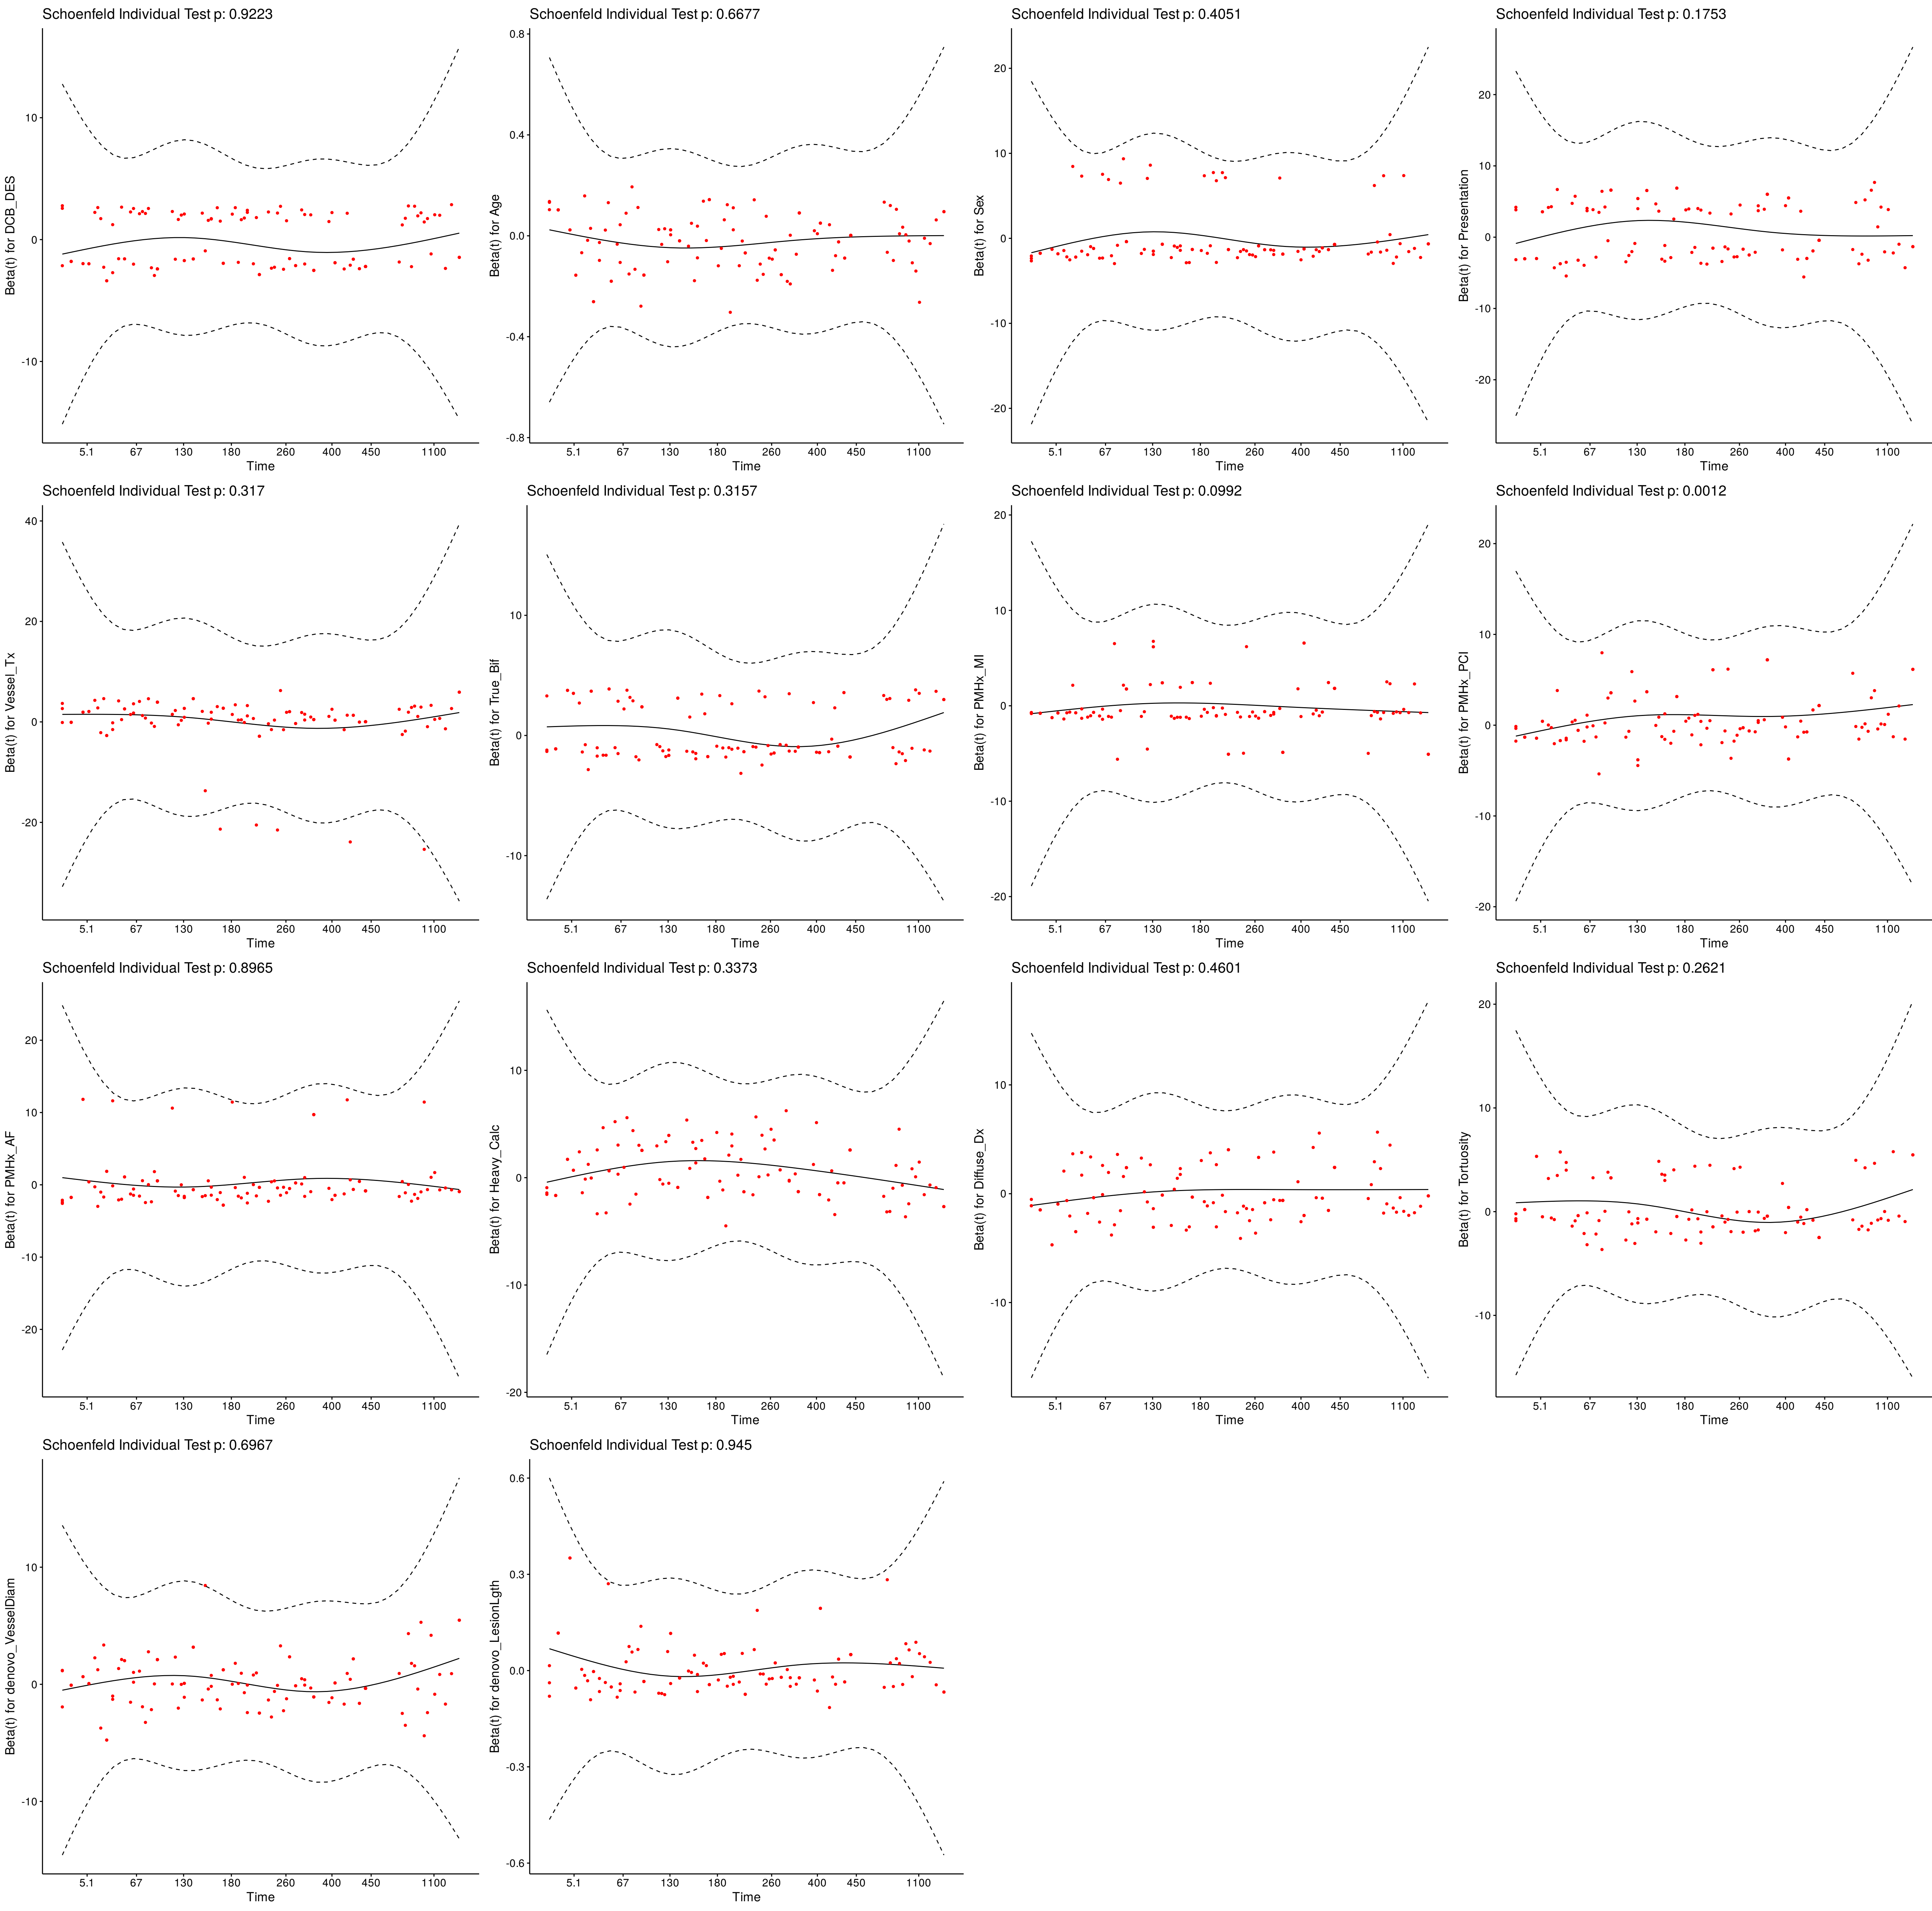 Schoenfeld Individual Test p: 0.9223
Beta(t) for DCB_DES
10
0
-10
5.1 67 130 180 260 400 450 1100
Time
Schoenfeld Individual Test p: 0.6677
Beta(t) for Age
0.8
0.4
0.0
-0.4
-0.8
5.1 67 130 180 260 400 450 1100
Time
Schoenfeld Individual Test p: 0.4051
Beta(t) for Sex
20
10
0
-10
-20
5.1 67 130 180 260 400 450 1100
Time
Schoenfeld Individual Test p: 0.1753
Beta(t) for Presentation
20
10
0
-10
-20
5.1 67 130 180 260 400 450 1100
Time
Schoenfeld Individual Test p: 0.317
Beta(t) for Vessel_Tx
40
20
0
-20
5.1 67 130 180 260 400 450 1100
Time
Schoenfeld Individual Test p: 0.3157
Beta(t) for True_Bif
10
0
-10
5.1 67 130 180 260 400 450 1100
Time
Schoenfeld Individual Test p: 0.0992
Beta(t) for PMHx_MI
20
10
0
-10
-20
5.1 67 130 180 260 400 450 1100
Time
Schoenfeld Individual Test p: 0.0012
Beta(t) for PMHx_PCI
20
10
0
-10
-20
5.1 67 130 180 260 400 450 1100
Time
Schoenfeld Individual Test p: 0.8965
Beta(t) for PMHx_AF
20
10
0
-10
-20
5.1 67 130 180 260 400 450 1100
Time
Schoenfeld Individual Test p: 0.3373
Beta(t) for Heavy_Calc
10
0
-10
-20
5.1 67 130 180 260 400 450 1100
Time
Schoenfeld Individual Test p: 0.4601
Beta(t) for Diffuse_Dx
10
0
-10
5.1 67 130 180 260 400 450 1100
Time
Schoenfeld Individual Test p: 0.2621
Beta(t) for Tortuosity
20
10
0
-10
5.1 67 130 180 260 400 450 1100
Time
Schoenfeld Individual Test p: 0.6967
Beta(t) for denovo_VesselDiam
10
0
-10
5.1 67 130 180 260 400 450 1100
Time
Schoenfeld Individual Test p: 0.945
Beta(t) for denovo_LesionLgth
0.6
0.3
0.0
-0.3
-0.6
5.1 67 130 180 260 400 450 1100
Time